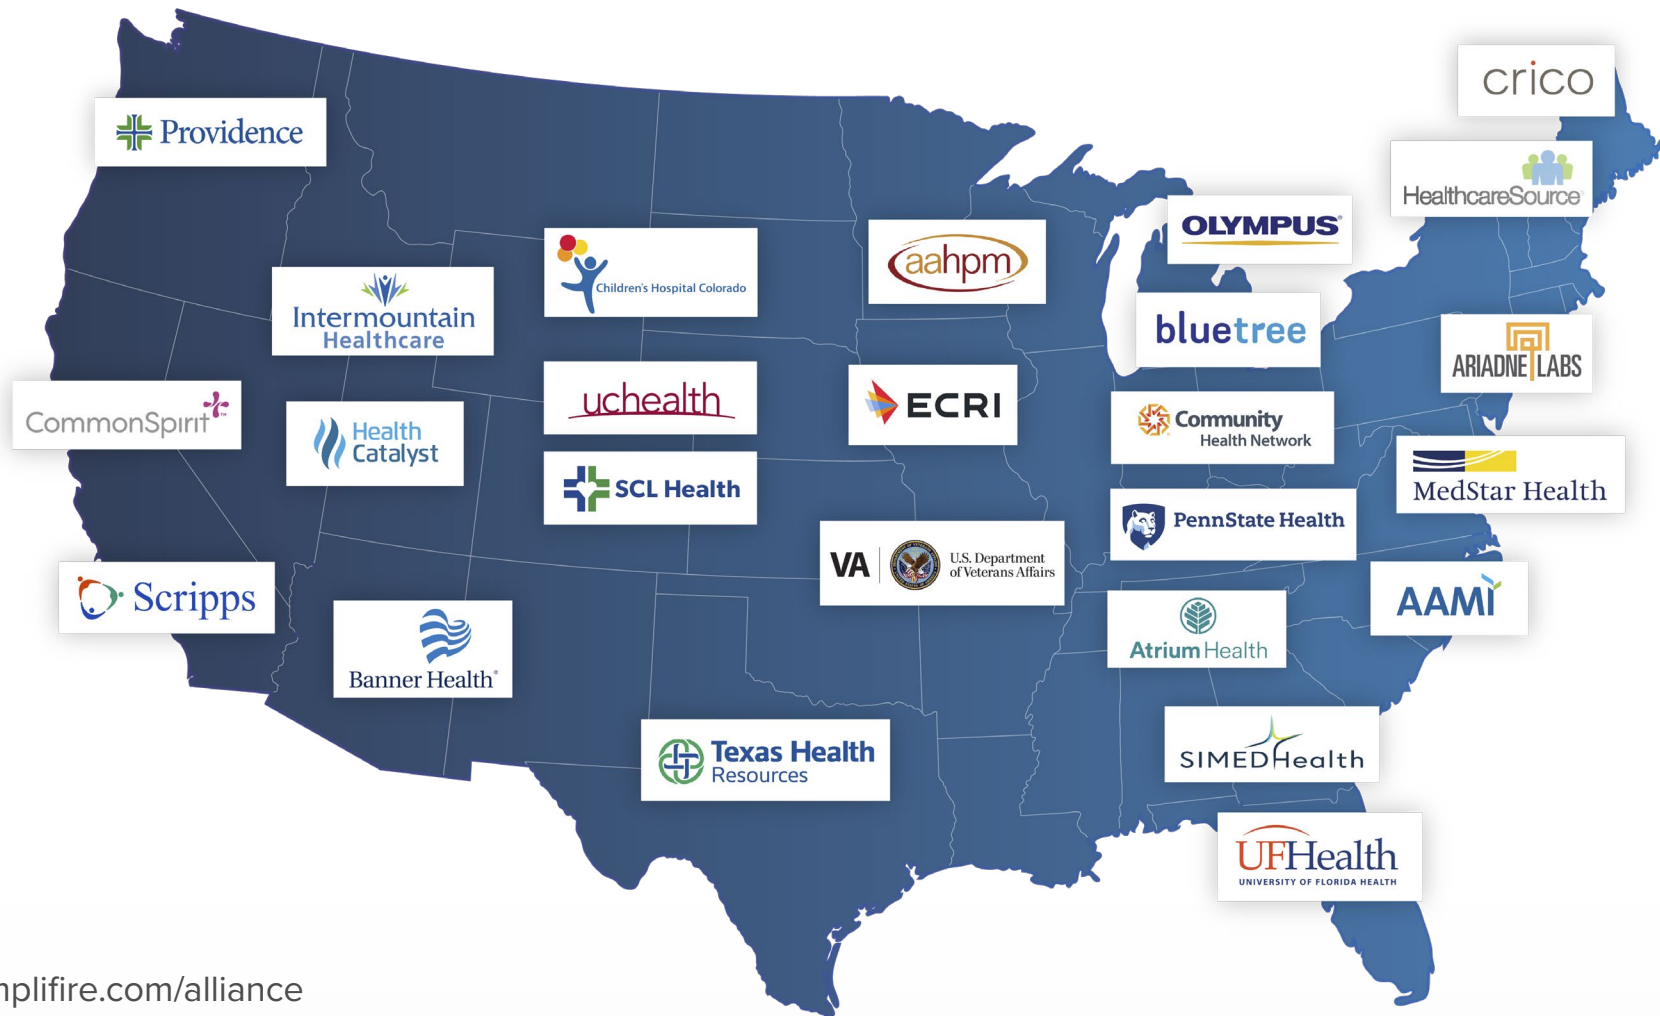 crico
Providence
HealthcareSource
OLYMPUS®
aahpm
Children's Hospital Colorado
Intermountain
Healthcare
bluetree
ARIADNE LABS
uchealth
ECRI
CommonSpirit™
Health
Catalyst
Community
Health Network
MedStar Health
SCL Health
PennState Health
VA
U.S. Department
of Veterans Affairs
Scripps
AAMI
Atrium Health
Banner Health®
Texas Health
Resources
SIMEDHealth
UFHealth
UNIVERSITY OF FLORIDA HEALTH
mplifire.com/alliance